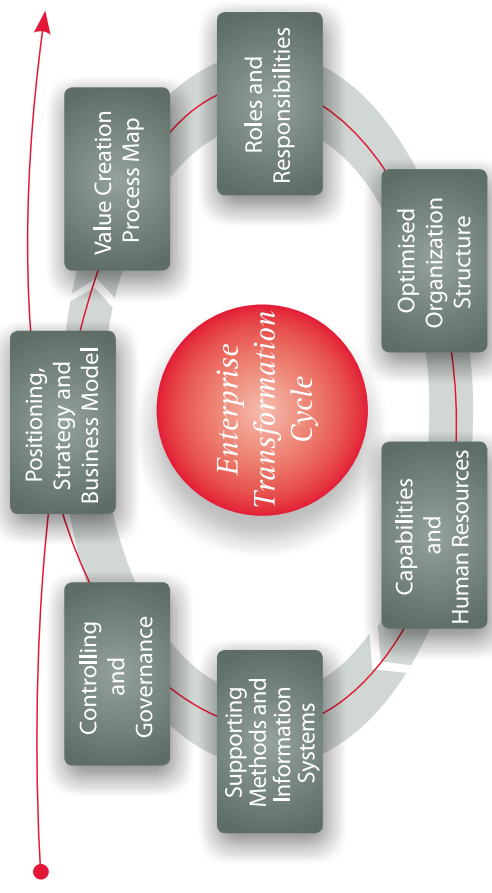 Positioning,
Strategy and
Business Model
Value Creation
Process Map
Roles and
Responsibilities
Optimised
Organization
Structure
Capabilities
and
Human Resources
Supporting
Methods and
Information
Systems
Controlling
and
Governance
Enterprise
Transformation
Cycle